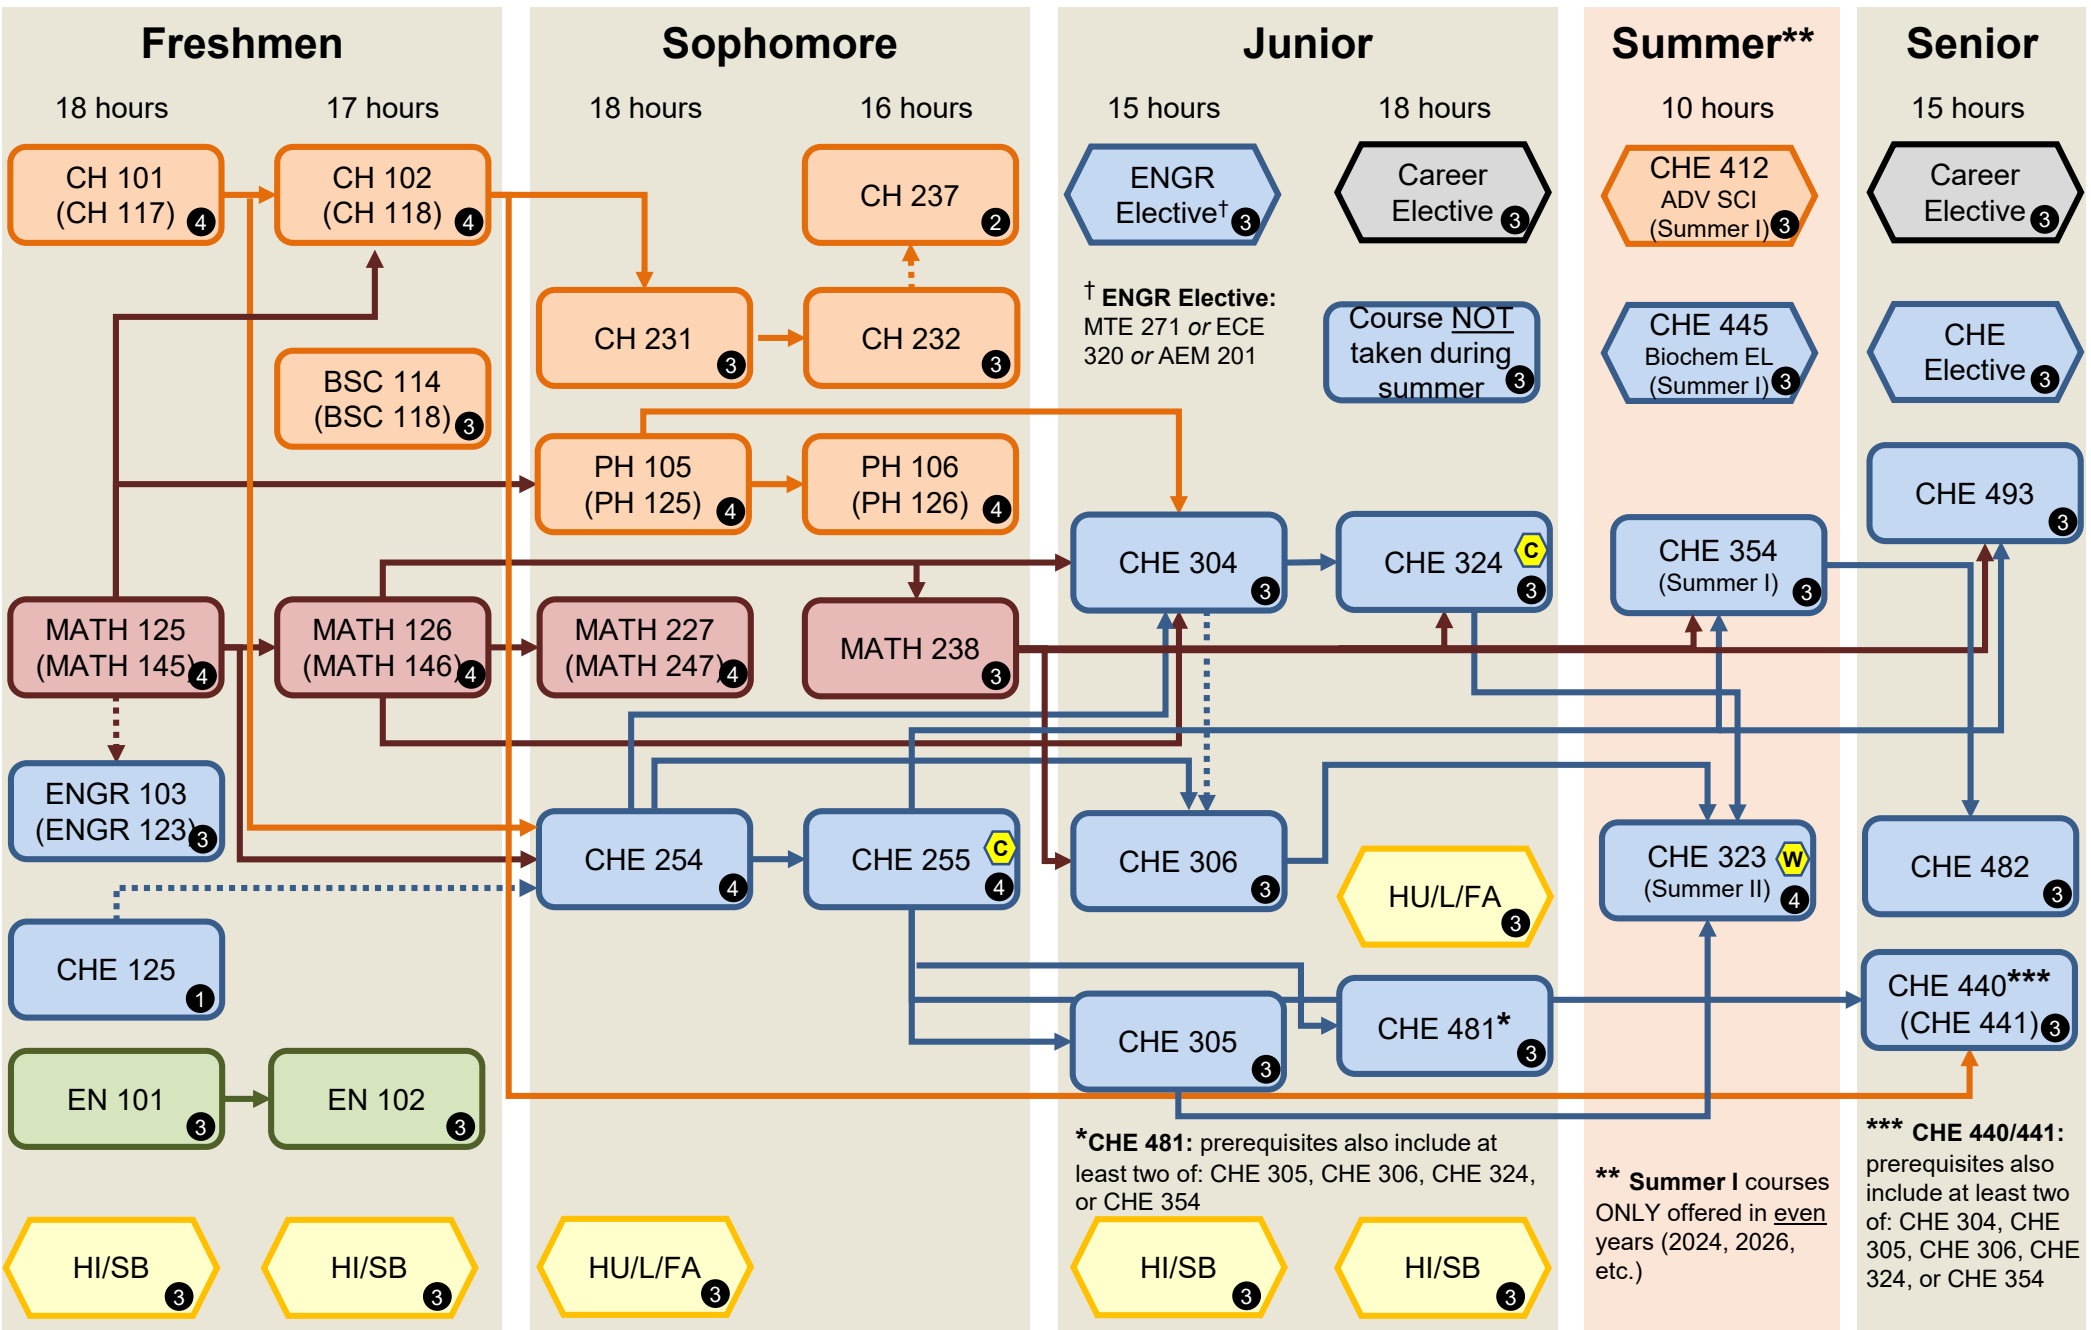 Freshmen
Sophomore
Junior
Summer**
Senior
18 hours
17 hours
18 hours
16 hours
15 hours
18 hours
10 hours
15 hours
CH 101
(CH 117)
4
CH 102
(CH 118)
4
CH 237
2
ENGR
Elective†
3
Career
Elective
3
CHE 412
ADV SCI
(Summer I)
3
Career
Elective
3
CH 231
3
CH 232
3
† ENGR Elective:
MTE 271 or ECE
320 or AEM 201
Course NOT
taken during
summer
3
CHE 445
Biochem EL
(Summer I)
3
CHE
Elective
3
BSC 114
(BSC 118)
3
PH 105
(PH 125)
4
PH 106
(PH 126)
4
CHE 493
3
CHE 304
3
CHE 324
C
3
CHE 354
(Summer I)
3
MATH 125
(MATH 145)
4
MATH 126
(MATH 146)
4
MATH 227
(MATH 247)
4
MATH 238
3
ENGR 103
(ENGR 123)
3
CHE 254
4
CHE 255
C
4
CHE 306
3
HU/L/FA
3
CHE 323
W
(Summer II)
4
CHE 482
3
CHE 125
1
CHE 305
3
CHE 481*
3
CHE 440***
(CHE 441)
3
EN 101
3
EN 102
3
*CHE 481: prerequisites also include at
least two of: CHE 305, CHE 306, CHE 324,
or CHE 354
** Summer I courses
ONLY offered in even
years (2024, 2026,
etc.)
*** CHE 440/441:
prerequisites also
include at least two
of: CHE 304, CHE
305, CHE 306, CHE
324, or CHE 354
HI/SB
3
HI/SB
3
HU/L/FA
3
HI/SB
3
HI/SB
3